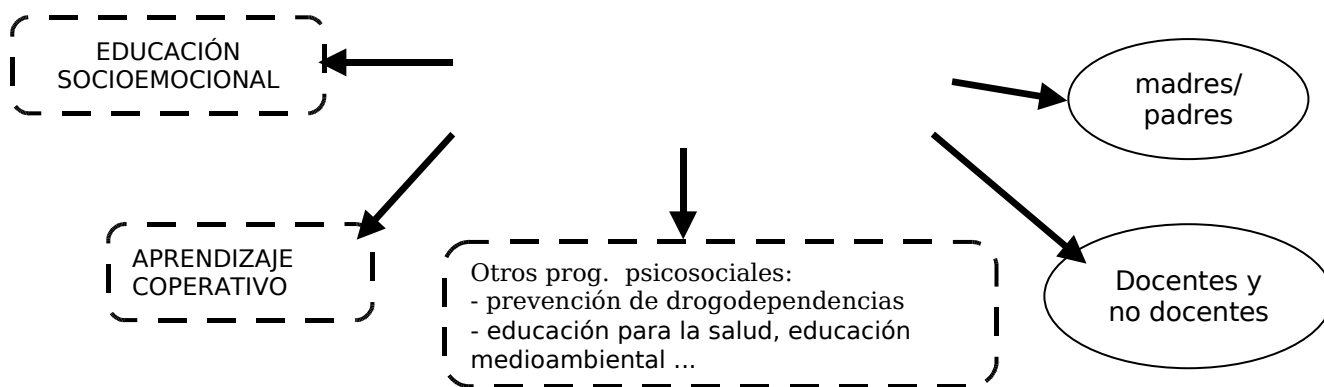 EDUCACIÓN
SOCIOEMOCIONAL
madres/
padres
APRENDIZAJE
COPERATIVO
Otros prog.  psicosociales:
- prevención de drogodependencias
- educación para la salud, educación
medioambiental ...
Docentes y
no docentes